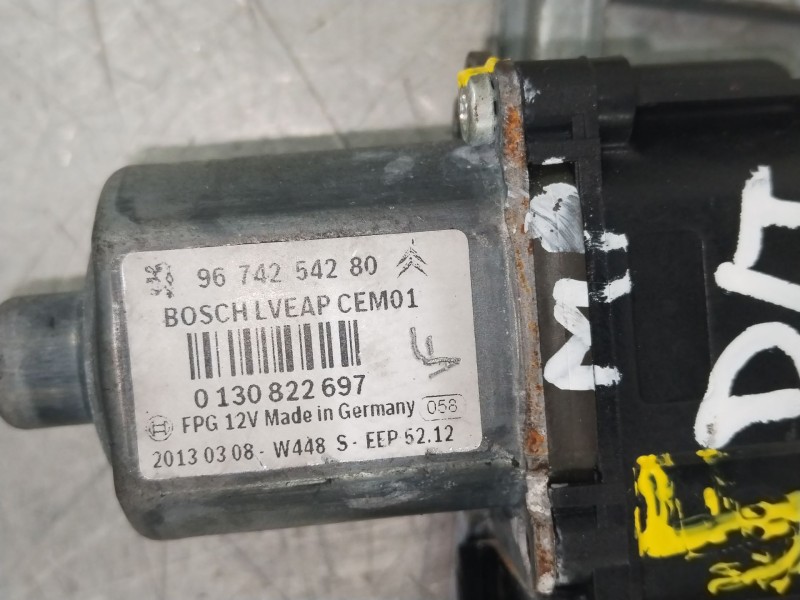 96 742 542 80
BOSCH LVEAP CEM01
0 130 822 697
FPG 12V Made in Germany 058
2013 03 08 - W448 S - EEP 52.12
MP
D/T